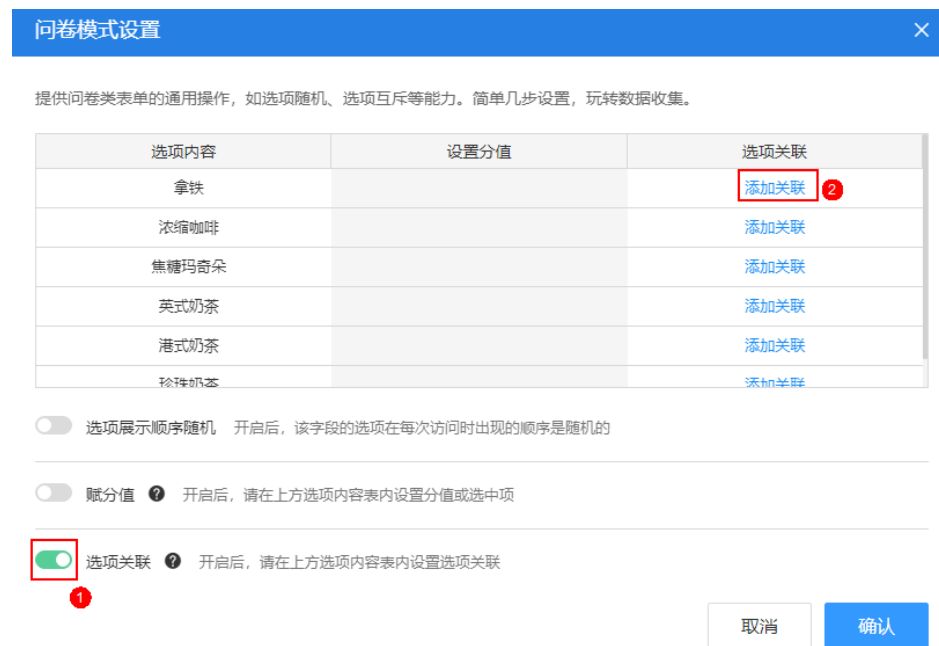 问卷模式设置
提供问卷类表单的通用操作，如选项随机、选项互斥等能力。简单几步设置，玩转数据收集。
选项内容 设置分值 选项关联
拿铁 添加关联 2
浓缩咖啡 添加关联
焦糖玛奇朵 添加关联
英式奶茶 添加关联
港式奶茶 添加关联
珍珠奶茶 添加关联
选项展示顺序随机 开启后，该字段的选项在每次访问时出现的顺序是随机的
赋分值 ? 开启后，请在上方选项内容表内设置分值或选中项
选项关联 ? 开启后，请在上方选项内容表内设置选项关联
1
取消 确认